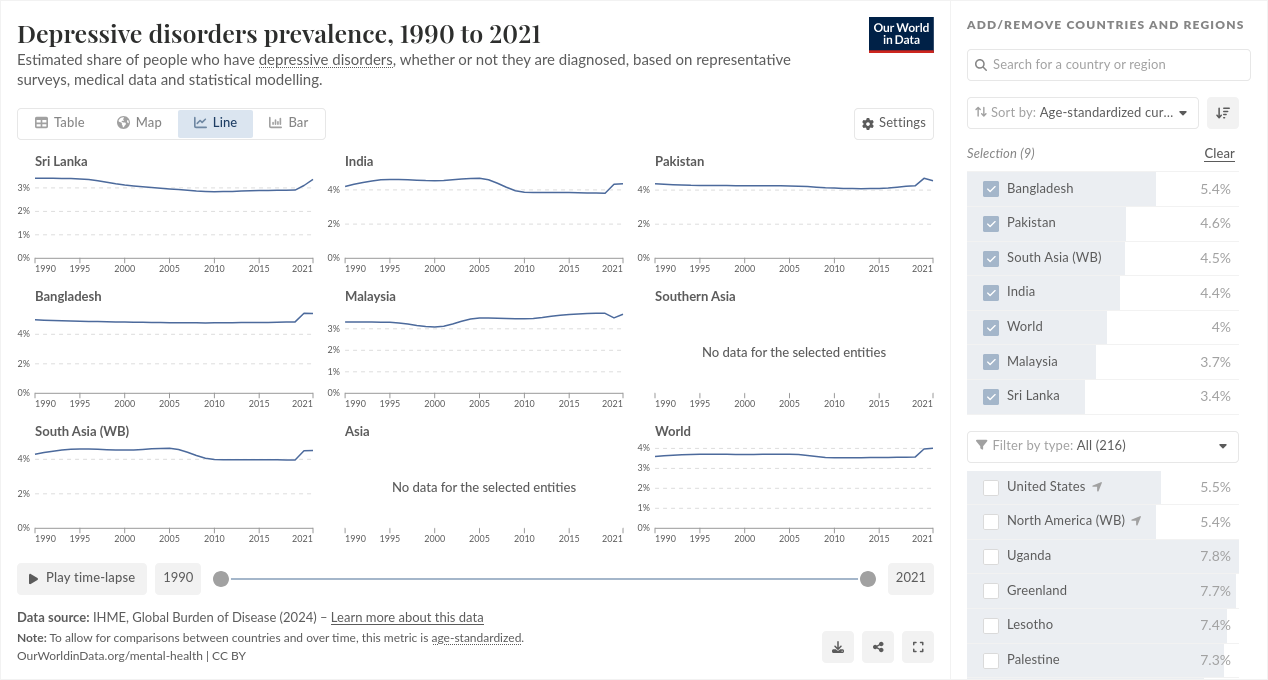 Depressive disorders prevalence, 1990 to 2021
Estimated share of people who have depressive disorders, whether or not they are diagnosed, based on representative
surveys, medical data and statistical modelling.
Our World
in Data
Table
Map
Line
Bar
Settings
Sri Lanka
3%
2%
1%
0%
1990 1995 2000 2005 2010 2015 2021
India
4%
2%
0%
1990 1995 2000 2005 2010 2015 2021
Pakistan
4%
2%
0%
1990 1995 2000 2005 2010 2015 2021
Bangladesh
4%
2%
0%
1990 1995 2000 2005 2010 2015 2021
Malaysia
3%
2%
1%
0%
1990 1995 2000 2005 2010 2015 2021
Southern Asia
No data for the selected entities
1990 1995 2000 2005 2010 2015 2021
South Asia (WB)
4%
2%
0%
1990 1995 2000 2005 2010 2015 2021
Asia
No data for the selected entities
1990 1995 2000 2005 2010 2015 2021
World
4%
3%
2%
1%
0%
1990 1995 2000 2005 2010 2015 2021
Play time-lapse
1990
2021
Data source: IHME, Global Burden of Disease (2024) – Learn more about this data
Note: To allow for comparisons between countries and over time, this metric is age-standardized.
OurWorldinData.org/mental-health | CC BY
ADD/REMOVE COUNTRIES AND REGIONS
Search for a country or region
Sort by: Age-standardized cur...
Selection (9)
Clear
Bangladesh 5.4%
Pakistan 4.6%
South Asia (WB) 4.5%
India 4.4%
World 4%
Malaysia 3.7%
Sri Lanka 3.4%
Filter by type: All (216)
United States 5.5%
North America (WB) 5.4%
Uganda 7.8%
Greenland 7.7%
Lesotho 7.4%
Palestine 7.3%